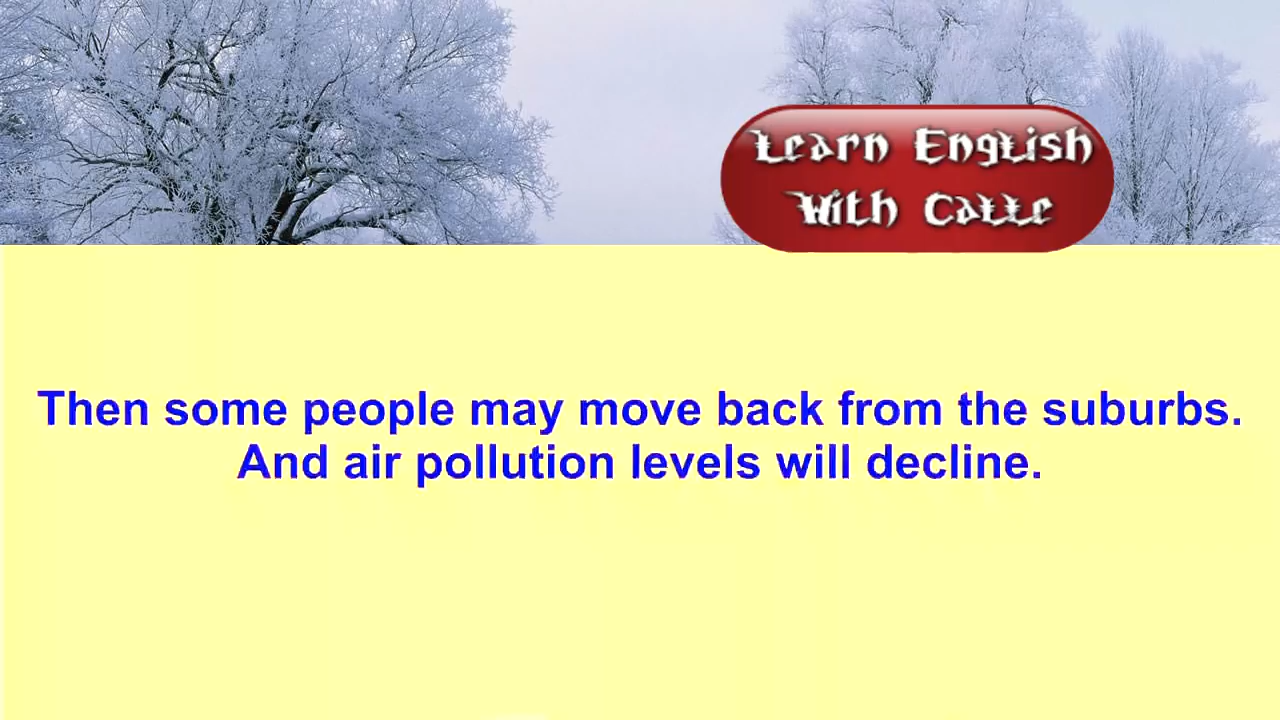 Learn English
With Catte
Then some people may move back from the suburbs.
And air pollution levels will decline.